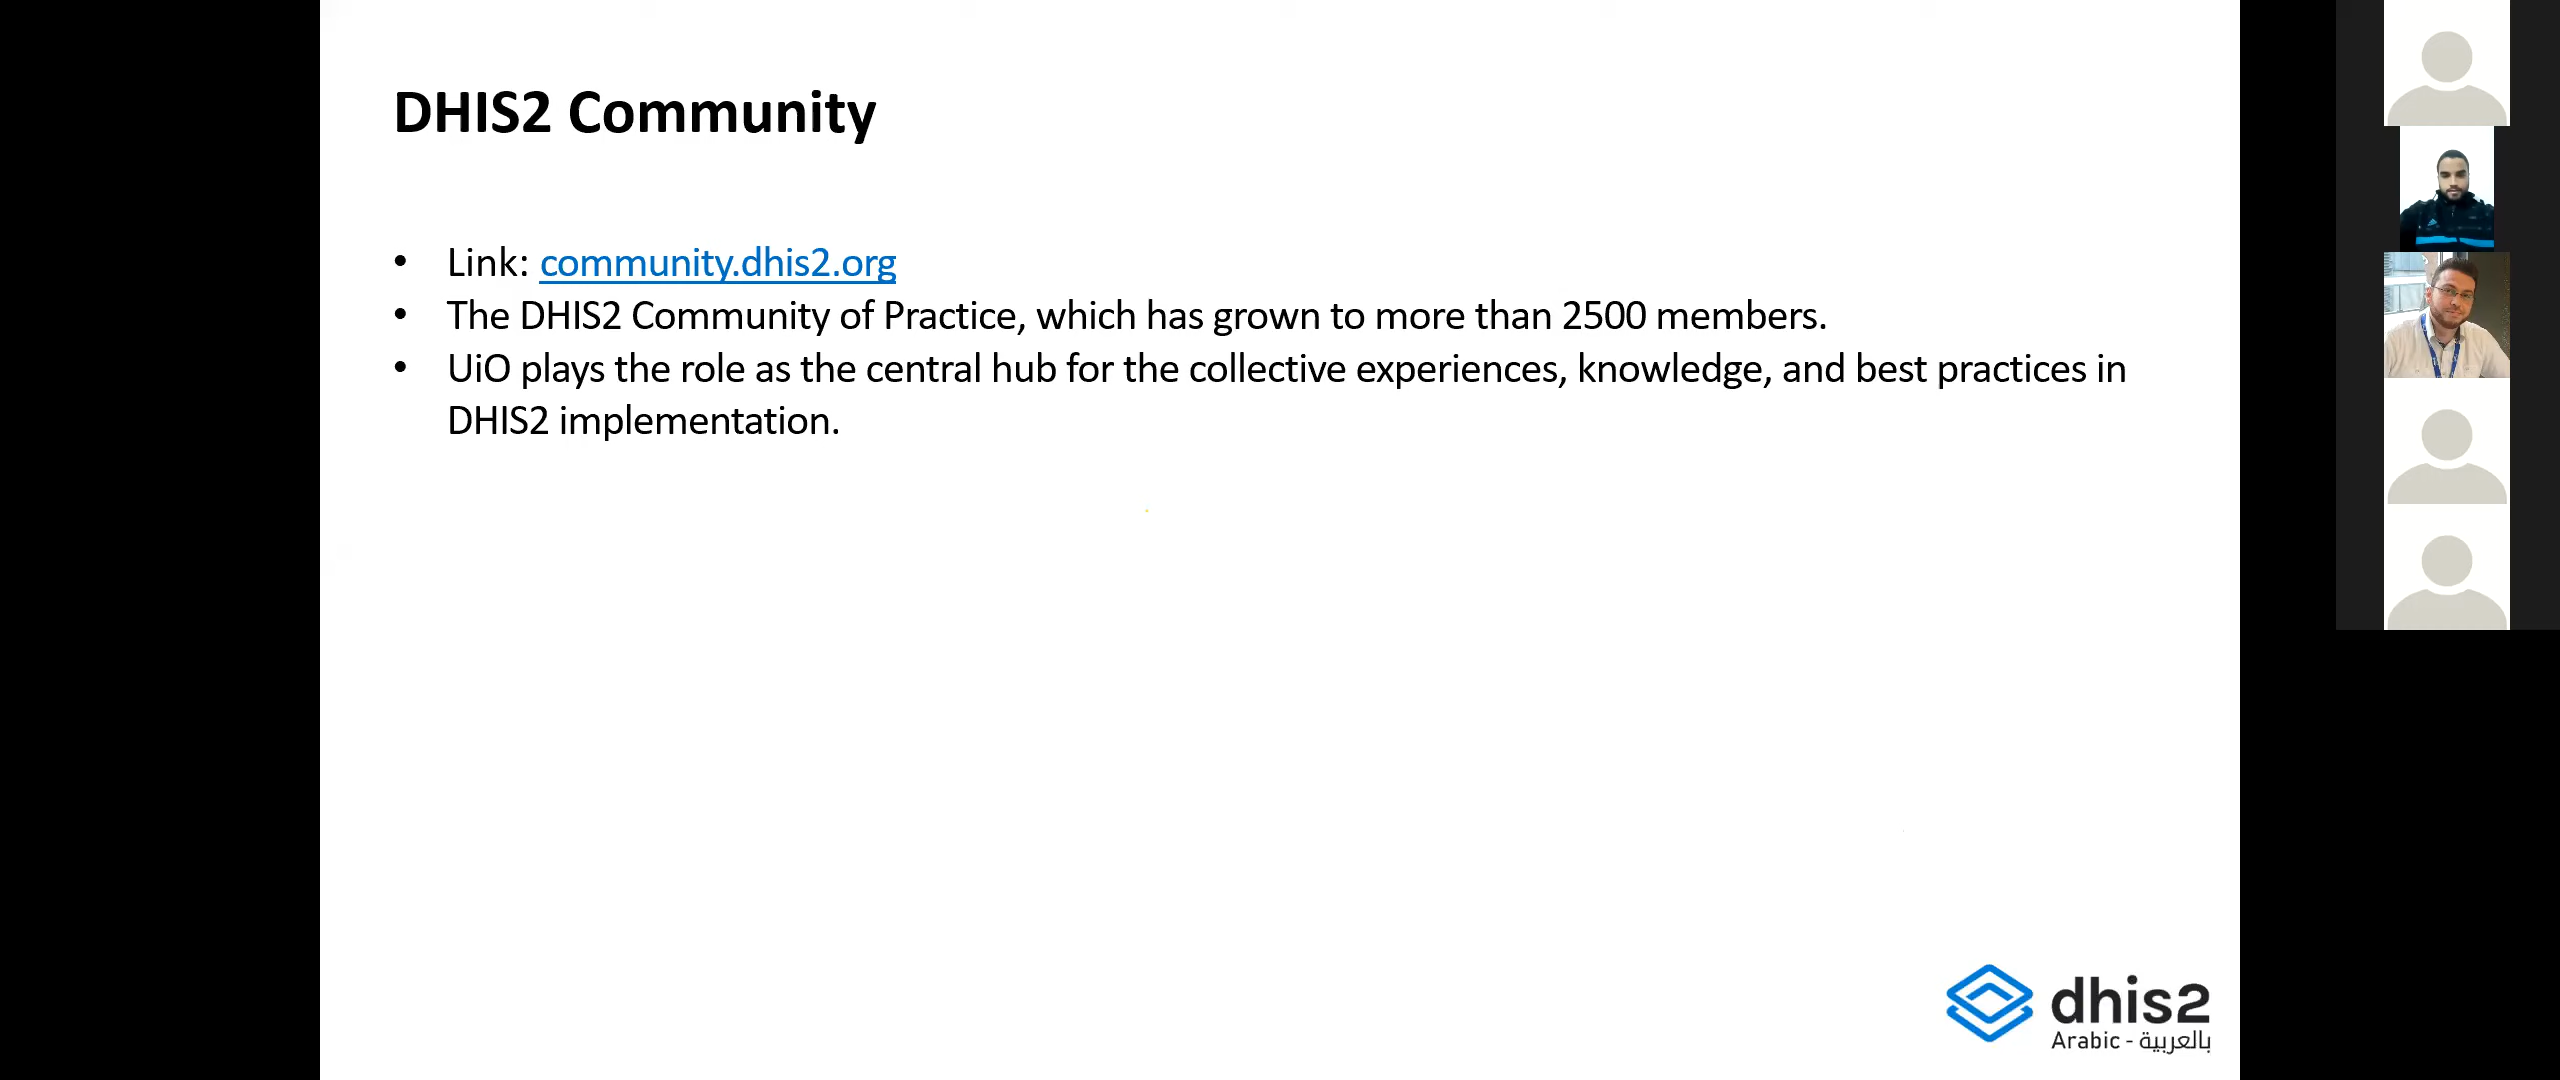 DHIS2 Community
• Link: community.dhis2.org
• The DHIS2 Community of Practice, which has grown to more than 2500 members.
• UiO plays the role as the central hub for the collective experiences, knowledge, and best practices in
DHIS2 implementation.
dhis2
Arabic - بالعربية